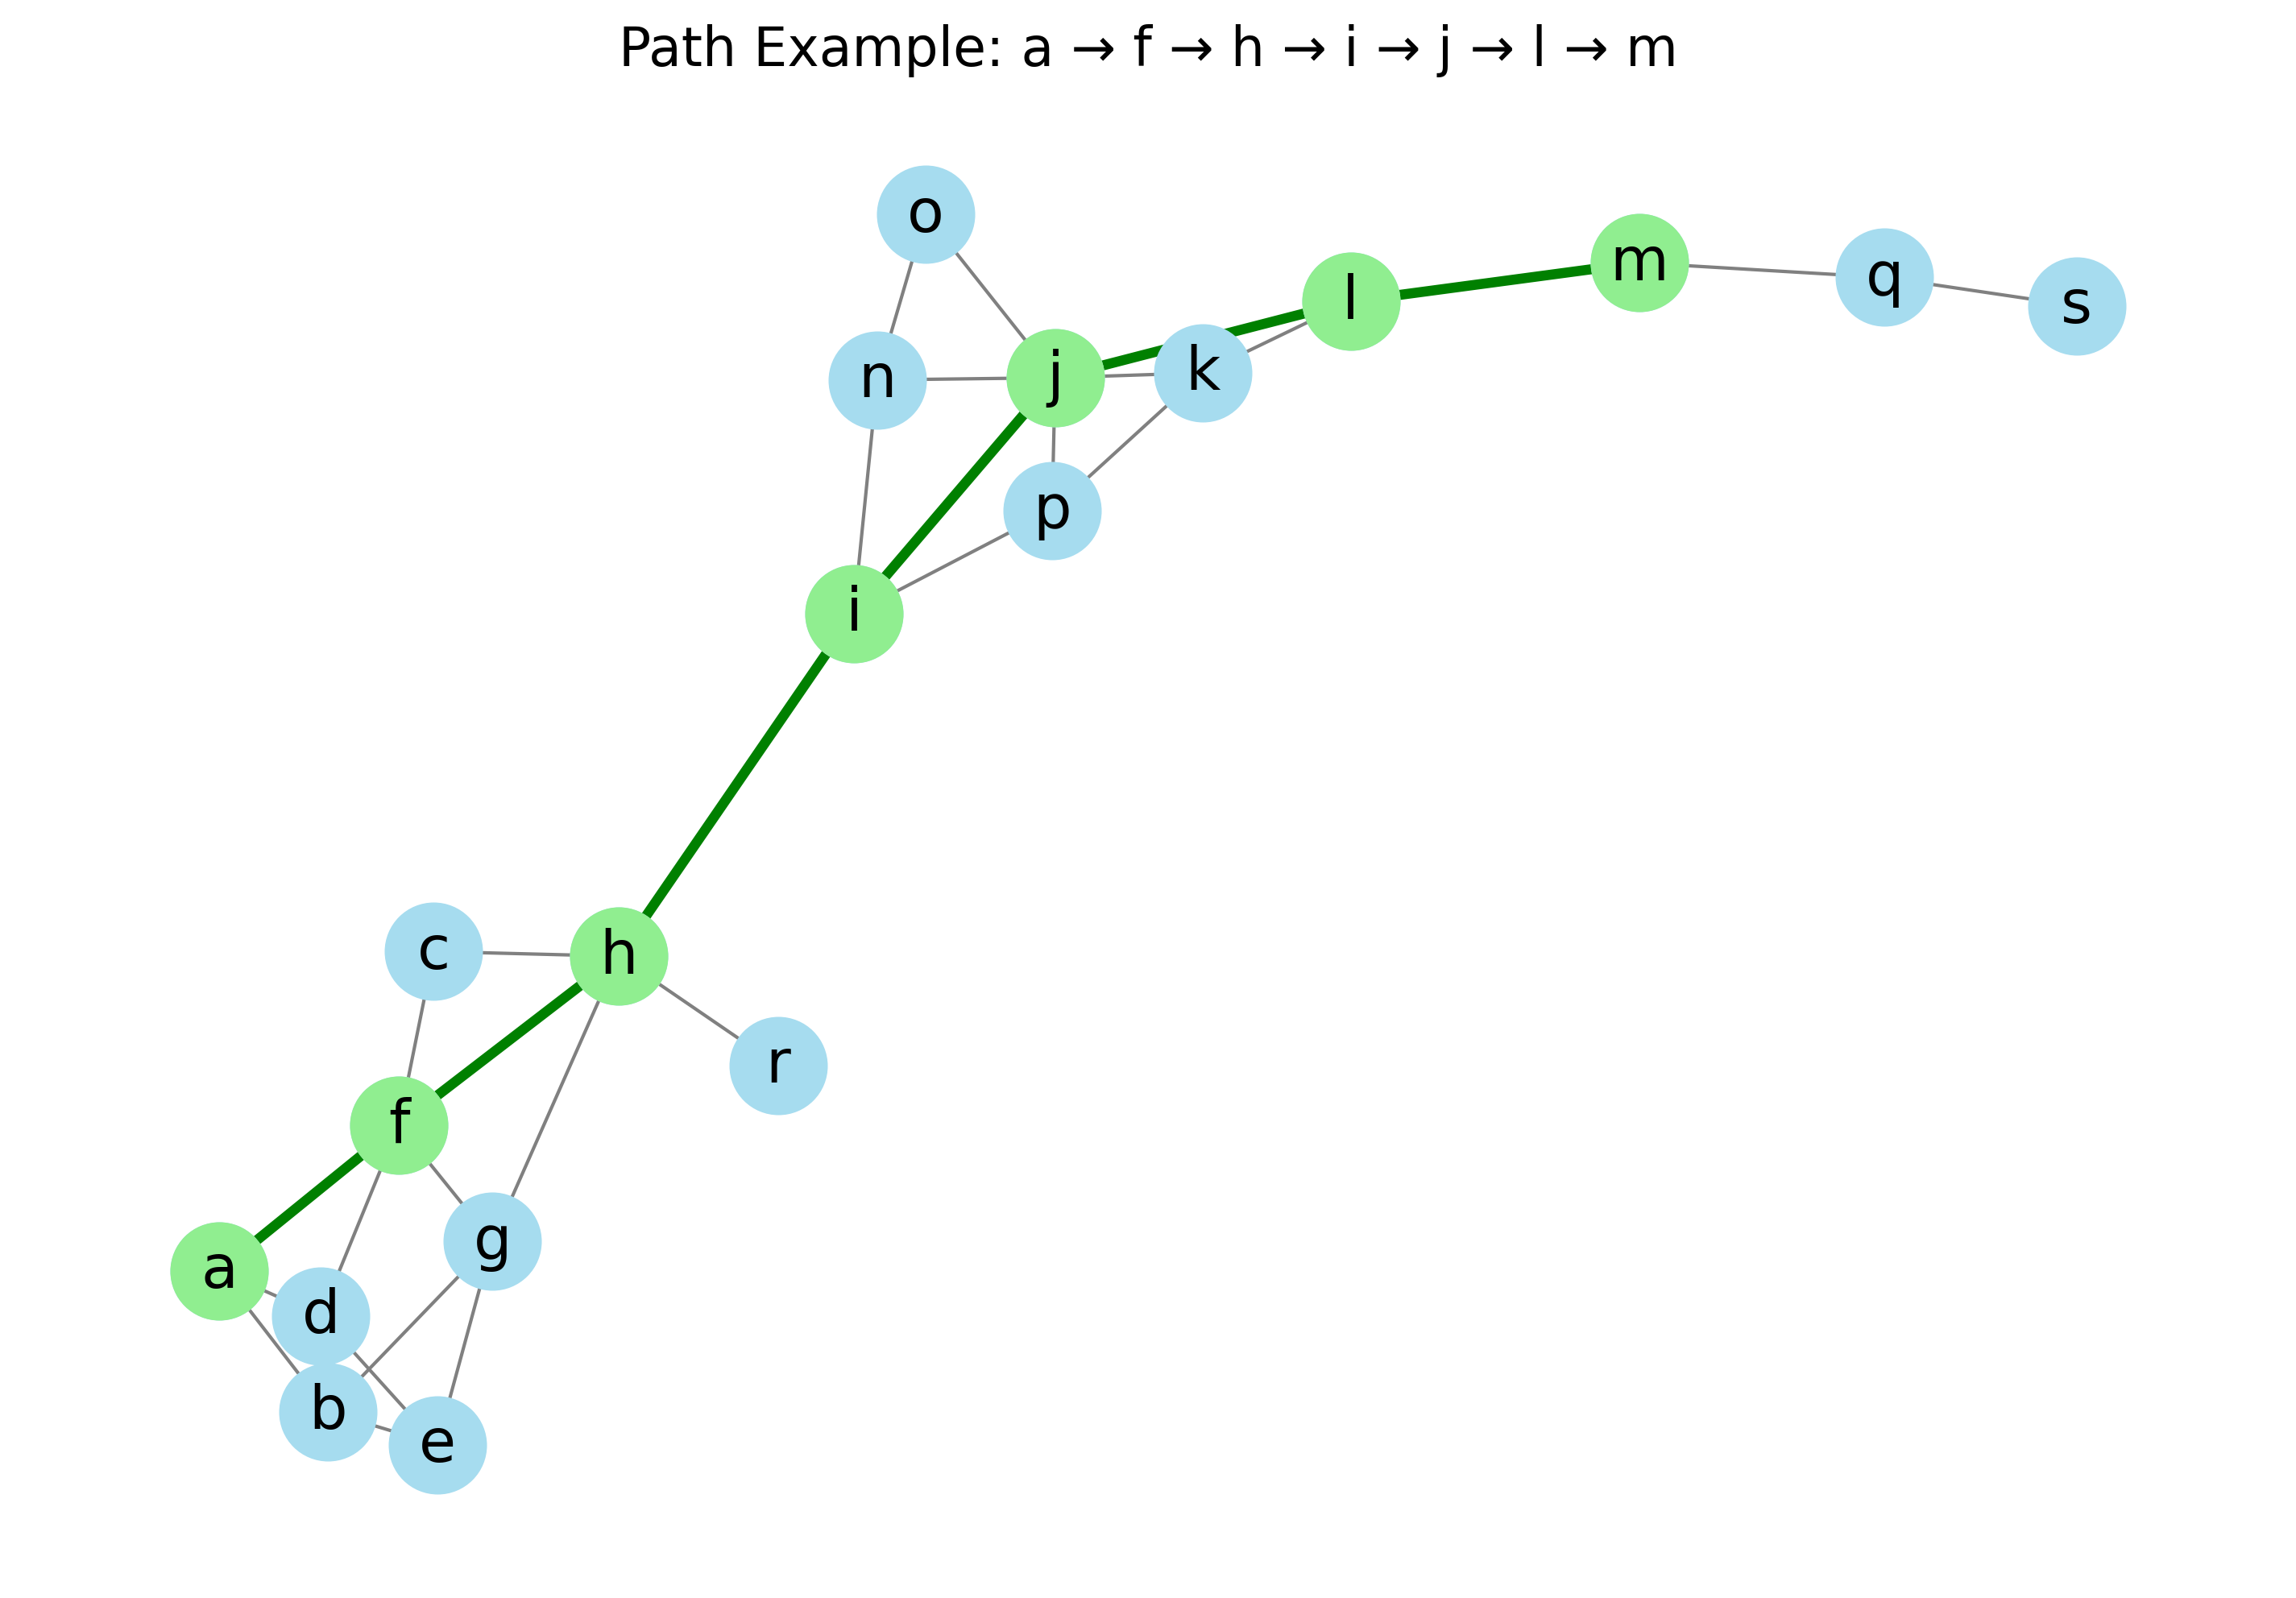 Path Example: a → f → h → i → j → l → m
o
m
l
q
s
n
j
k
p
i
c
h
r
f
g
a
d
b
e